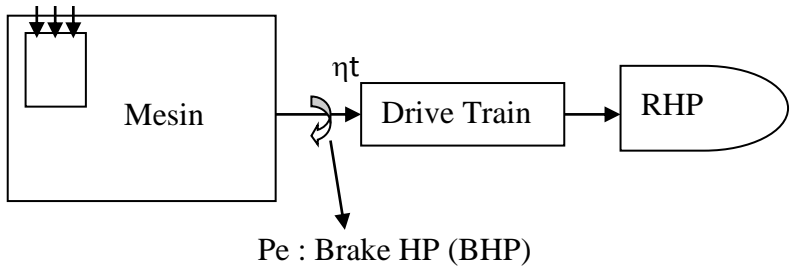 ηt
Mesin
Drive Train
RHP
Pe : Brake HP (BHP)